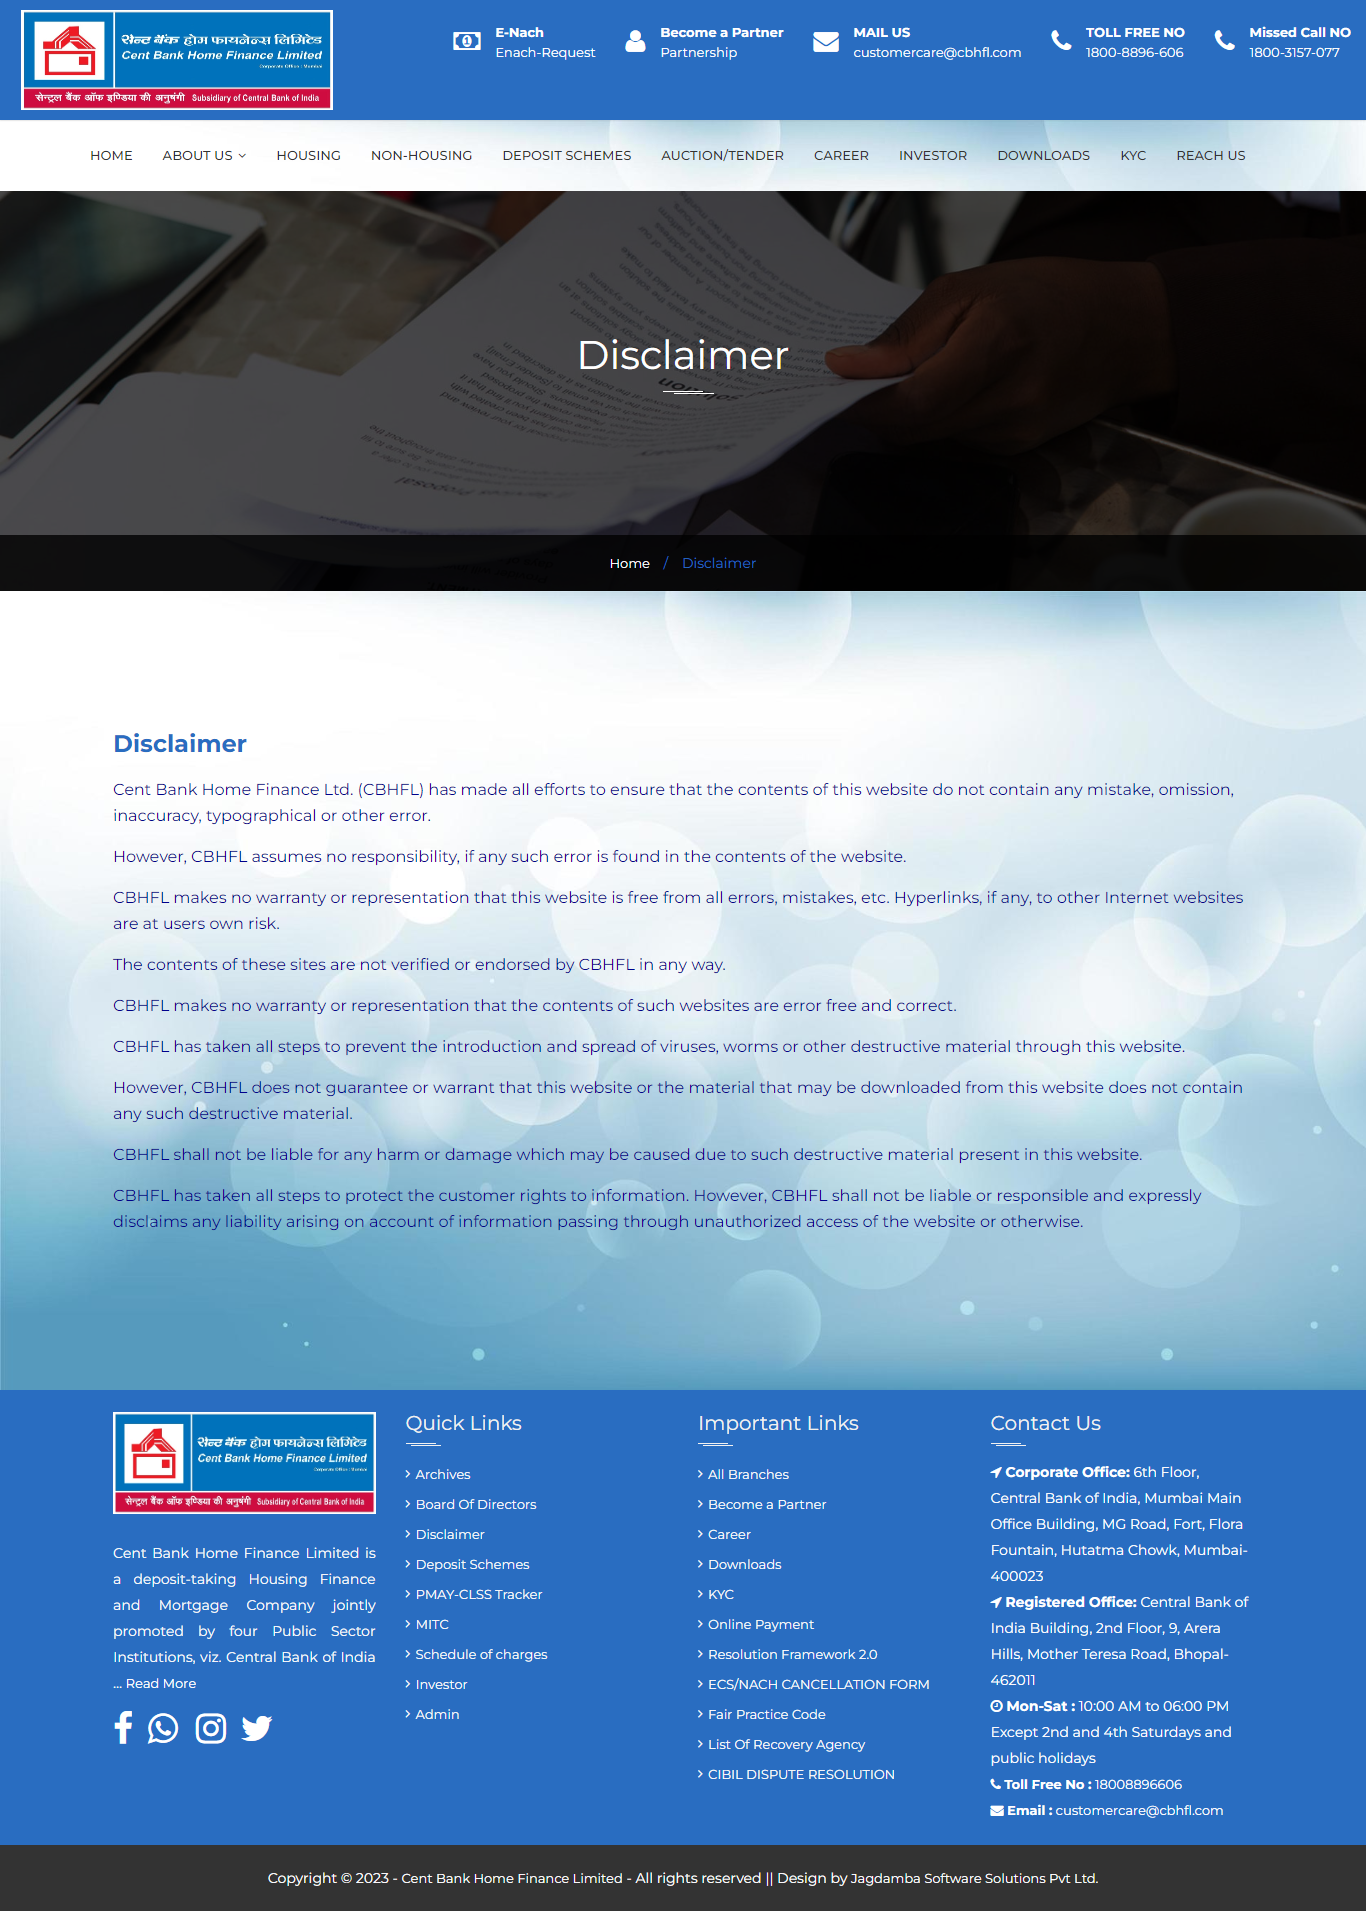 सेन्ट बैंक होम फायनेन्स लिमिटेड
Cent Bank Home Finance Limited
Corporate Office : Mumbai
सेन्ट्रल बैंक ऑफ इण्डिया की अनुषंगी Subsidiary of Central Bank of India
E-Nach
Enach-Request
Become a Partner
Partnership
MAIL US
customercare@cbhfl.com
TOLL FREE NO
1800-8896-606
Missed Call NO
1800-3157-077
HOME ABOUT US HOUSING NON-HOUSING DEPOSIT SCHEMES AUCTION/TENDER CAREER INVESTOR DOWNLOADS KYC REACH US
Disclaimer
Home / Disclaimer
Disclaimer
Cent Bank Home Finance Ltd. (CBHFL) has made all efforts to ensure that the contents of this website do not contain any mistake, omission,
inaccuracy, typographical or other error.
However, CBHFL assumes no responsibility, if any such error is found in the contents of the website.
CBHFL makes no warranty or representation that this website is free from all errors, mistakes, etc. Hyperlinks, if any, to other Internet websites
are at users own risk.
The contents of these sites are not verified or endorsed by CBHFL in any way.
CBHFL makes no warranty or representation that the contents of such websites are error free and correct.
CBHFL has taken all steps to prevent the introduction and spread of viruses, worms or other destructive material through this website.
However, CBHFL does not guarantee or warrant that this website or the material that may be downloaded from this website does not contain
any such destructive material.
CBHFL shall not be liable for any harm or damage which may be caused due to such destructive material present in this website.
CBHFL has taken all steps to protect the customer rights to information. However, CBHFL shall not be liable or responsible and expressly
disclaims any liability arising on account of information passing through unauthorized access of the website or otherwise.
सेन्ट बैंक होम फायनेन्स लिमिटेड
Cent Bank Home Finance Limited
Corporate Office : Mumbai
सेन्ट्रल बैंक ऑफ इण्डिया की अनुषंगी Subsidiary of Central Bank of India
Cent Bank Home Finance Limited is
a deposit-taking Housing Finance
and Mortgage Company jointly
promoted by four Public Sector
Institutions, viz. Central Bank of India
... Read More
Quick Links
Archives
Board Of Directors
Disclaimer
Deposit Schemes
PMAY-CLSS Tracker
MITC
Schedule of charges
Investor
Admin
Important Links
All Branches
Become a Partner
Career
Downloads
KYC
Online Payment
Resolution Framework 2.0
ECS/NACH CANCELLATION FORM
Fair Practice Code
List Of Recovery Agency
CIBIL DISPUTE RESOLUTION
Contact Us
Corporate Office: 6th Floor,
Central Bank of India, Mumbai Main
Office Building, MG Road, Fort, Flora
Fountain, Hutatma Chowk, Mumbai-
400023
Registered Office: Central Bank of
India Building, 2nd Floor, 9, Arera
Hills, Mother Teresa Road, Bhopal-
462011
Mon-Sat : 10:00 AM to 06:00 PM
Except 2nd and 4th Saturdays and
public holidays
Toll Free No : 18008896606
Email : customercare@cbhfl.com
Copyright © 2023 - Cent Bank Home Finance Limited - All rights reserved || Design by Jagdamba Software Solutions Pvt Ltd.